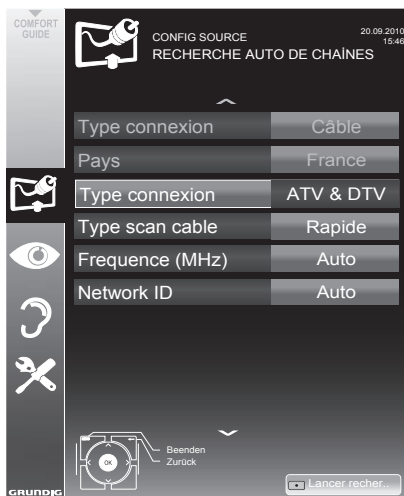 COMFORT
GUIDE
CONFIG SOURCE
20.09.2010
RECHERCHE AUTO DE CHAÎNES
15:46
Type connexion Câble
Pays France
Type connexion ATV & DTV
Type scan cable Rapide
Frequence (MHz) Auto
Network ID Auto
Beenden
Zurück
OK
Lancer recher..
GRUNDIG